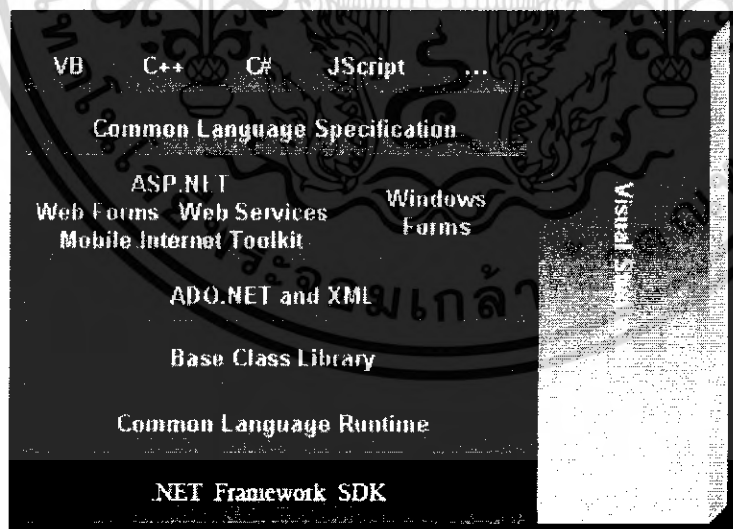 VB C++ C# JScript ...
Common Language Specification
ASP.NET
Web Forms Web Services
Mobile Internet Toolkit
Windows
Forms
ADO.NET and XML
Base Class Library
Common Language Runtime
.NET Framework SDK
Visual